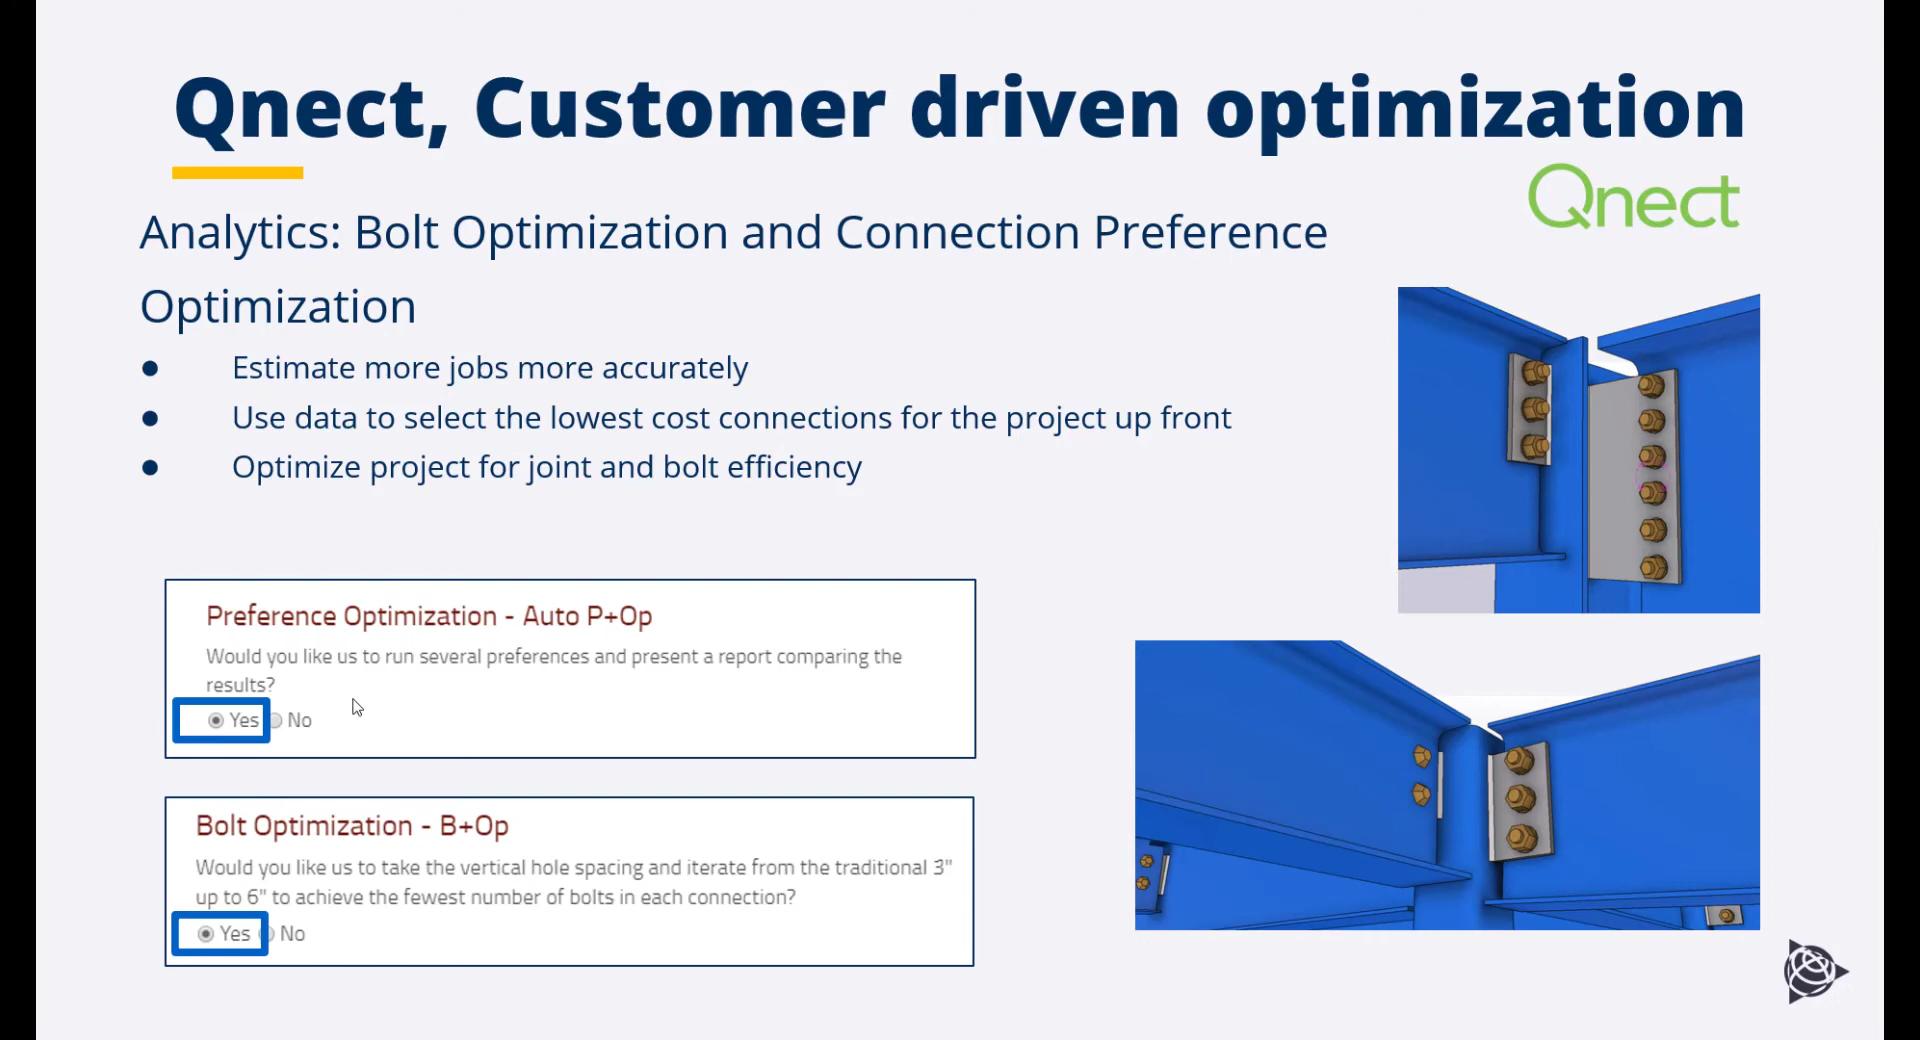 Qnect, Customer driven optimization
Qnect
Analytics: Bolt Optimization and Connection Preference
Optimization
● Estimate more jobs more accurately
● Use data to select the lowest cost connections for the project up front
● Optimize project for joint and bolt efficiency
Preference Optimization - Auto P+Op
Would you like us to run several preferences and present a report comparing the
results?
Yes No
Bolt Optimization - B+Op
Would you like us to take the vertical hole spacing and iterate from the traditional 3"
up to 6" to achieve the fewest number of bolts in each connection?
Yes No